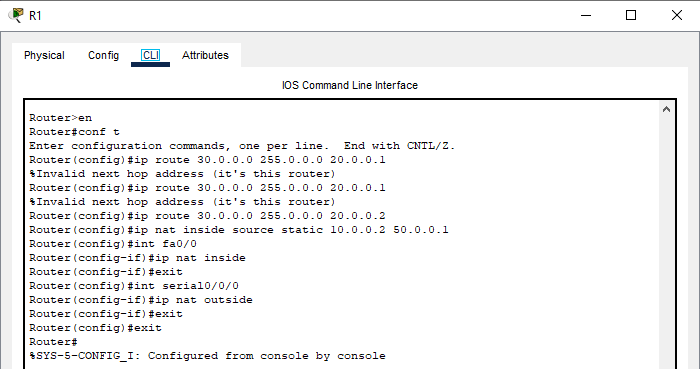 R1
Physical Config CLI Attributes
IOS Command Line Interface
Router>en
Router#conf t
Enter configuration commands, one per line.  End with CNTL/Z.
Router(config)#ip route 30.0.0.0 255.0.0.0 20.0.0.1
%Invalid next hop address (it's this router)
Router(config)#ip route 30.0.0.0 255.0.0.0 20.0.0.1
%Invalid next hop address (it's this router)
Router(config)#ip route 30.0.0.0 255.0.0.0 20.0.0.2
Router(config)#ip nat inside source static 10.0.0.2 50.0.0.1
Router(config)#int fa0/0
Router(config-if)#ip nat inside
Router(config-if)#exit
Router(config)#int serial0/0/0
Router(config-if)#ip nat outside
Router(config-if)#exit
Router(config)#exit
Router#
%SYS-5-CONFIG_I: Configured from console by console